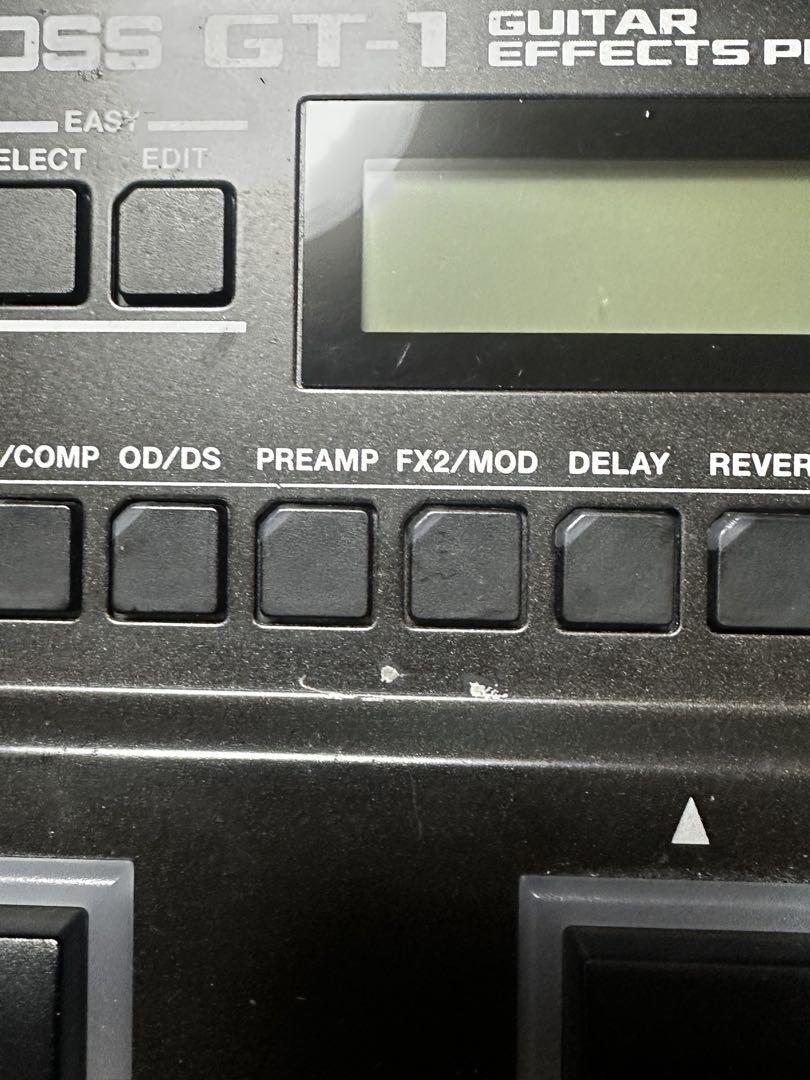 OSS GT-1 GUITAR
EFFECTS P
EASY
ELECT EDIT
/COMP OD/DS PREAMP FX2/MOD DELAY REVER